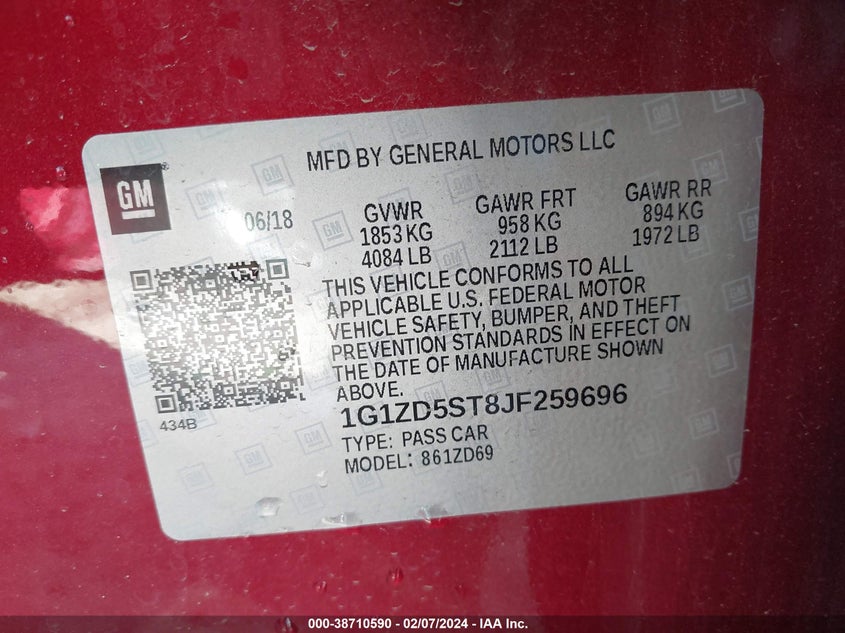 MFD BY GENERAL MOTORS LLC
GM
06/18
GVWR
1853 KG
4084 LB
GAWR FRT
958 KG
2112 LB
GAWR RR
894 KG
1972 LB
THIS VEHICLE CONFORMS TO ALL
APPLICABLE U.S. FEDERAL MOTOR
VEHICLE SAFETY, BUMPER, AND THEFT
PREVENTION STANDARDS IN EFFECT ON
THE DATE OF MANUFACTURE SHOWN
ABOVE.
434B
1G1ZD5ST8JF259696
TYPE: PASS CAR
MODEL: 861ZD69
000-38710590 - 02/07/2024 - IAA Inc.